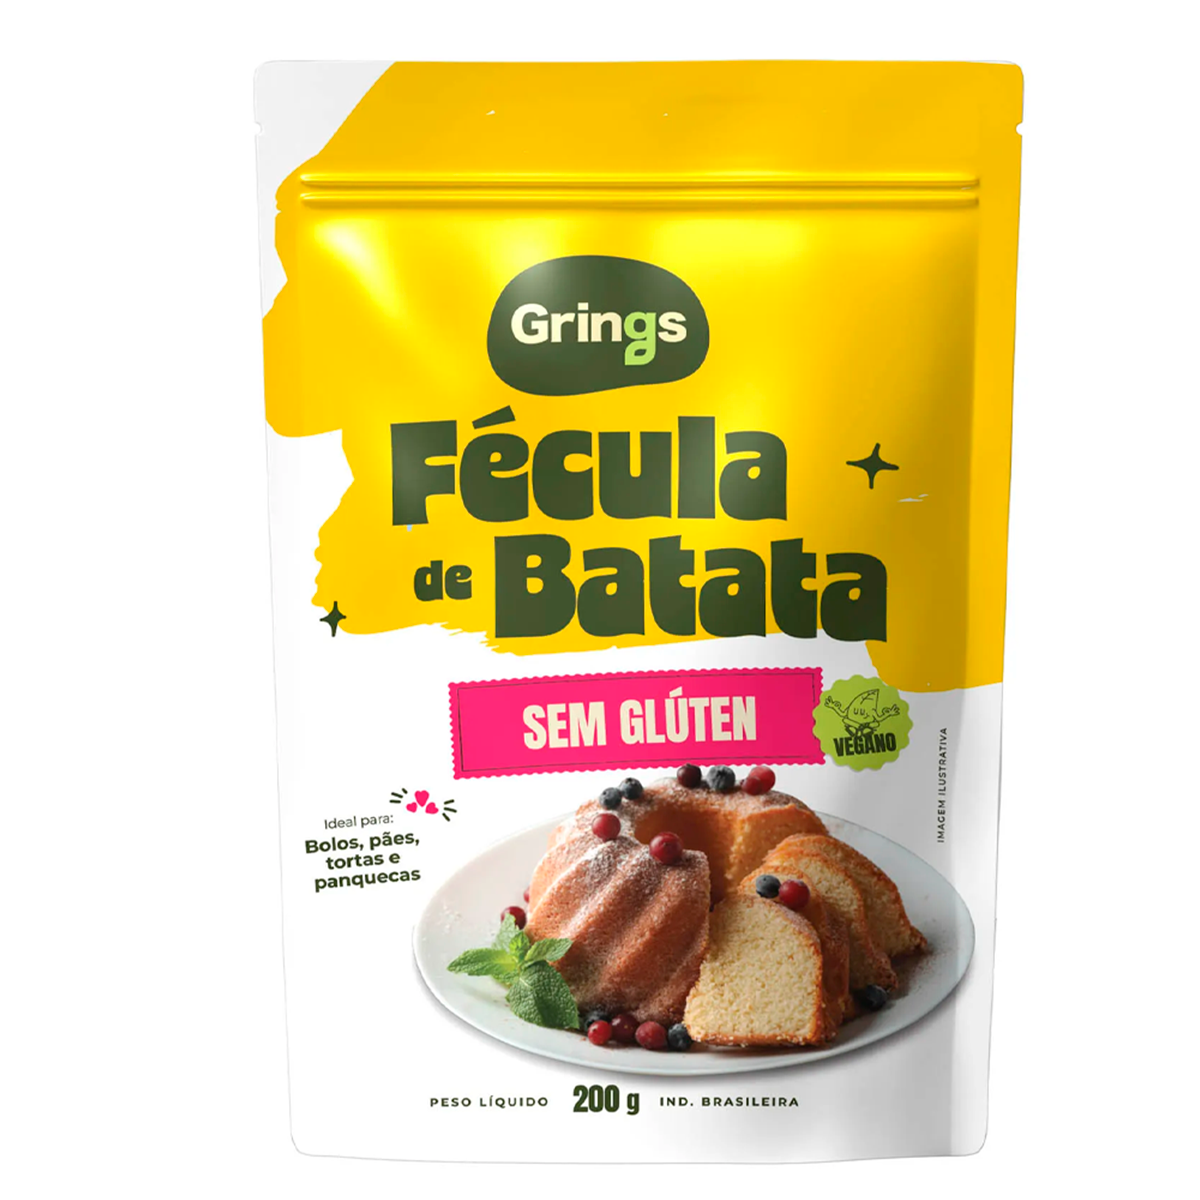 Grings
Fécula
de Batata
SEM GLÚTEN
VEGANO
IMAGEM ILUSTRATIVA
Ideal para:
Bolos, pães,
tortas e
panquecas
PESO LÍQUIDO 200 g IND. BRASILEIRA